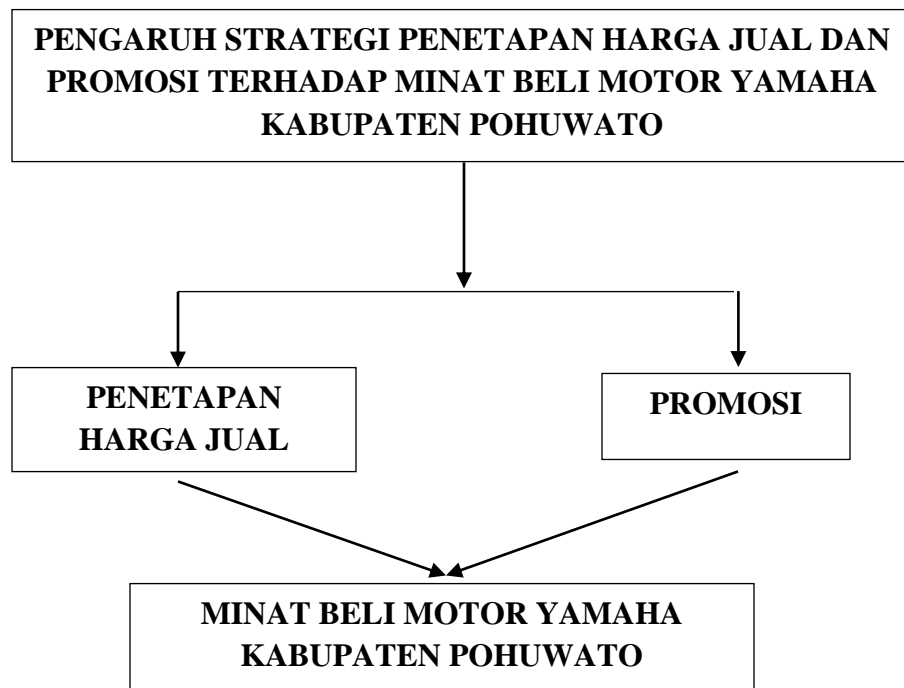 PENGARUH STRATEGI PENETAPAN HARGA JUAL DAN
PROMOSI TERHADAP MINAT BELI MOTOR YAMAHA
KABUPATEN POHUWATO
PENETAPAN
HARGA JUAL
PROMOSI
MINAT BELI MOTOR YAMAHA
KABUPATEN POHUWATO